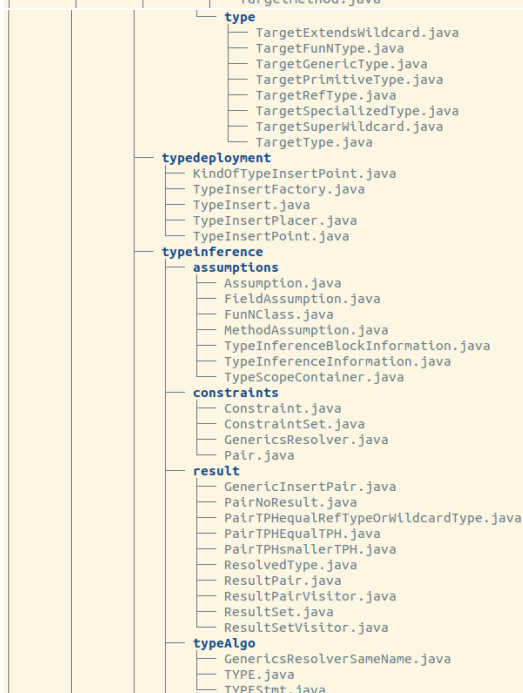 TargetMethod.java
type
TargetExtendsWildcard.java
TargetFunNType.java
TargetGenericType.java
TargetPrimitiveType.java
TargetRefType.java
TargetSpecializedType.java
TargetSuperWildcard.java
TargetType.java
typedeployment
KindOfTypeInsertPoint.java
TypeInsertFactory.java
TypeInsert.java
TypeInsertPlacer.java
TypeInsertPoint.java
typeinference
assumptions
Assumption.java
FieldAssumption.java
FunNClass.java
MethodAssumption.java
TypeInferenceBlockInformation.java
TypeInferenceInformation.java
TypeScopeContainer.java
constraints
Constraint.java
ConstraintSet.java
GenericsResolver.java
Pair.java
result
GenericInsertPair.java
PairNoResult.java
PairTPHequalRefTypeOrWildcardType.java
PairTPHEqualTPH.java
PairTPHsmallerTPH.java
ResolvedType.java
ResultPair.java
ResultPairVisitor.java
ResultSet.java
ResultSetVisitor.java
typeAlgo
GenericsResolverSameName.java
TYPE.java
TYPEStmt.java